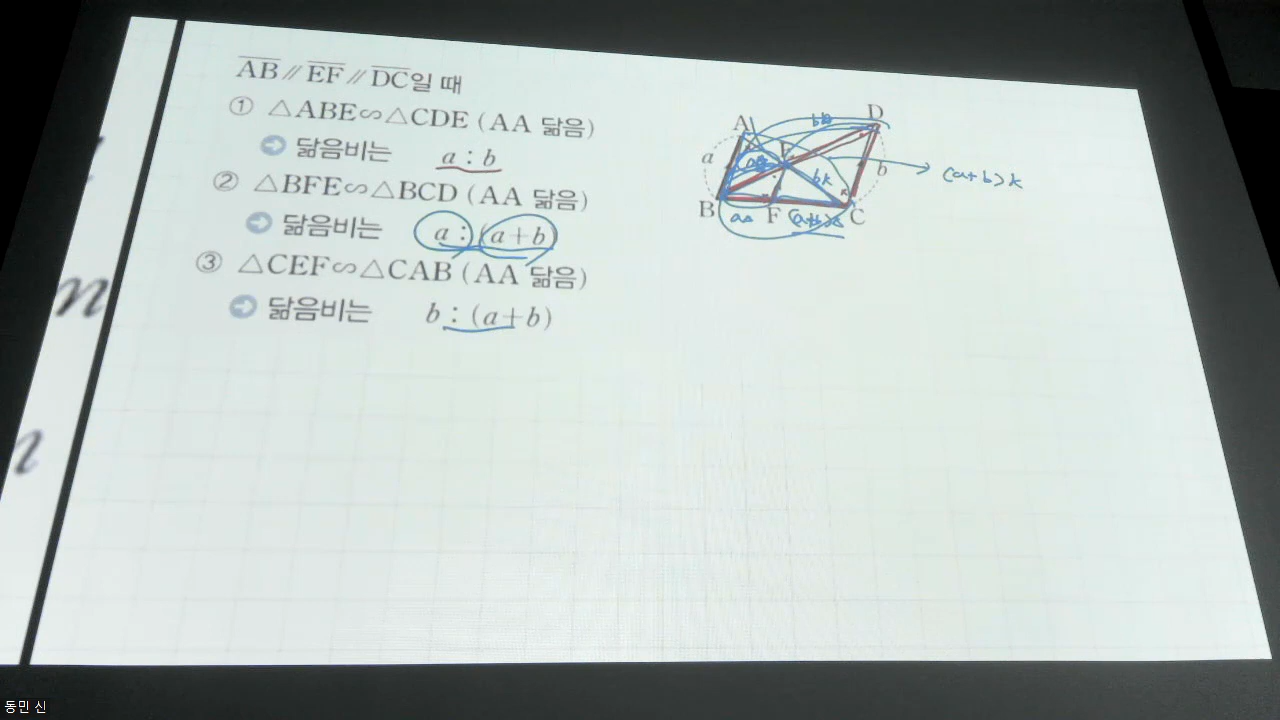 AB // EF // DC일 때
① △ABE∽△CDE (AA 닮음)
닮음비는 a : b
② △BFE∽△BCD (AA 닮음)
닮음비는 a : (a+b)
③ △CEF∽△CAB (AA 닮음)
닮음비는 b : (a+b)
A
D
a
b
bk
(a+b)k
B
F
C
n
동민 신